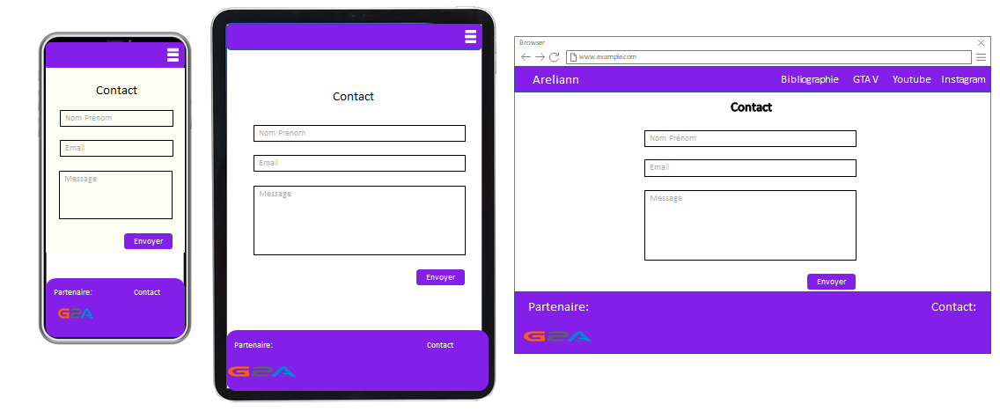 Contact
Nom Prénom
Email
Message
Envoyer
Partenaire: Contact
G2A
Contact
Nom Prénom
Email
Message
Envoyer
Partenaire: Contact
G2A
Browser
www.example.com
Areliann Bibliographie GTA V Youtube Instagram
Contact
Nom Prénom
Email
Message
Envoyer
Partenaire: Contact:
G2A